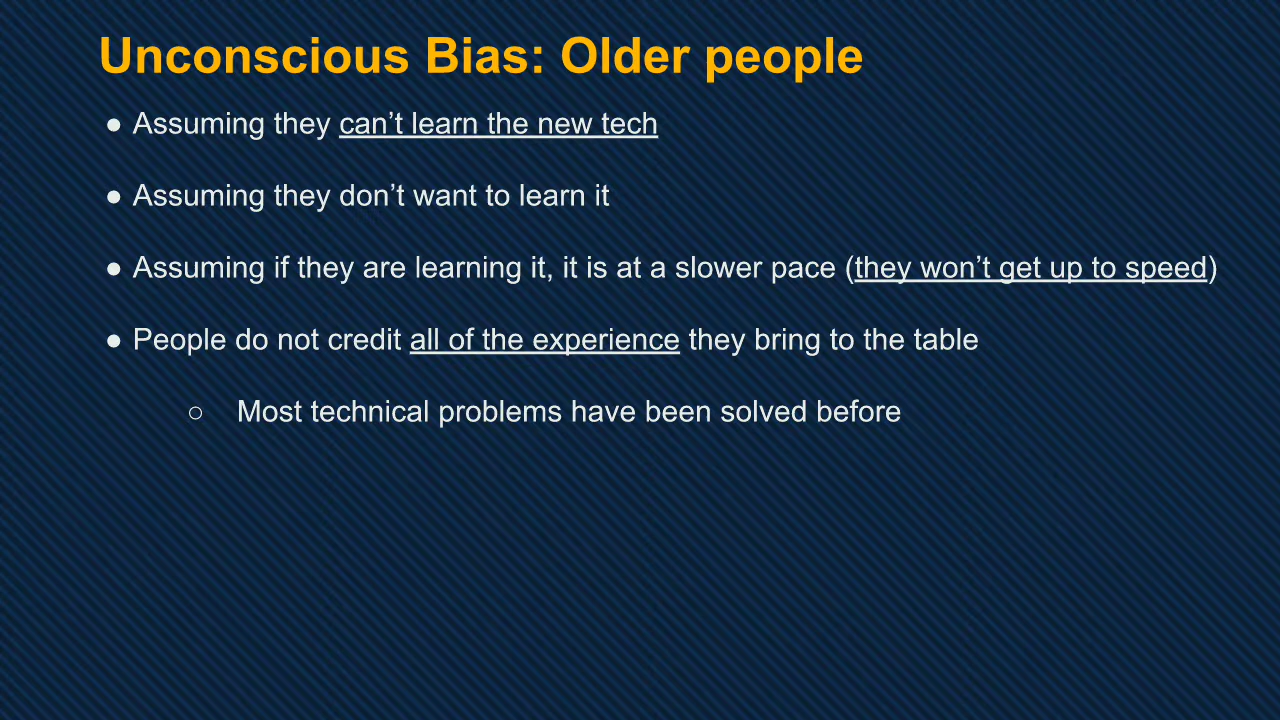 Unconscious Bias: Older people
● Assuming they can’t learn the new tech
● Assuming they don’t want to learn it
● Assuming if they are learning it, it is at a slower pace (they won’t get up to speed)
● People do not credit all of the experience they bring to the table
○ Most technical problems have been solved before